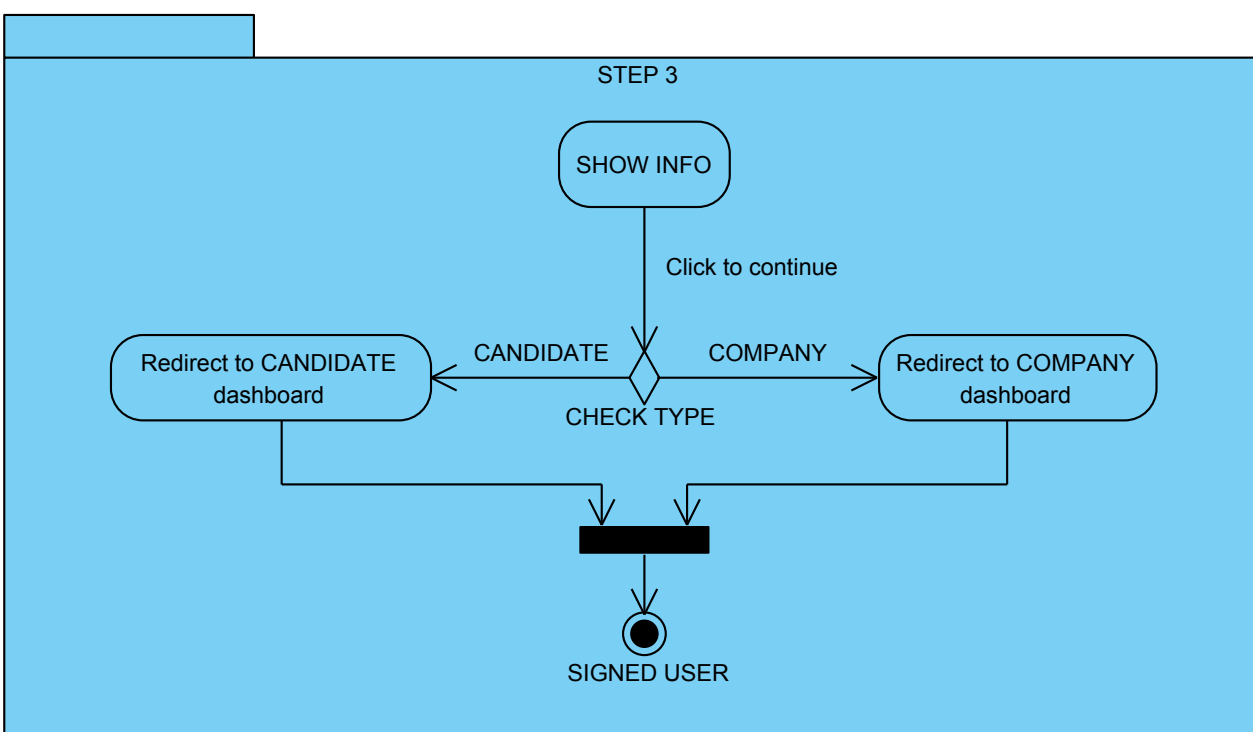 STEP 3
SHOW INFO
Click to continue
CANDIDATE
COMPANY
Redirect to CANDIDATE
dashboard
Redirect to COMPANY
dashboard
CHECK TYPE
SIGNED USER